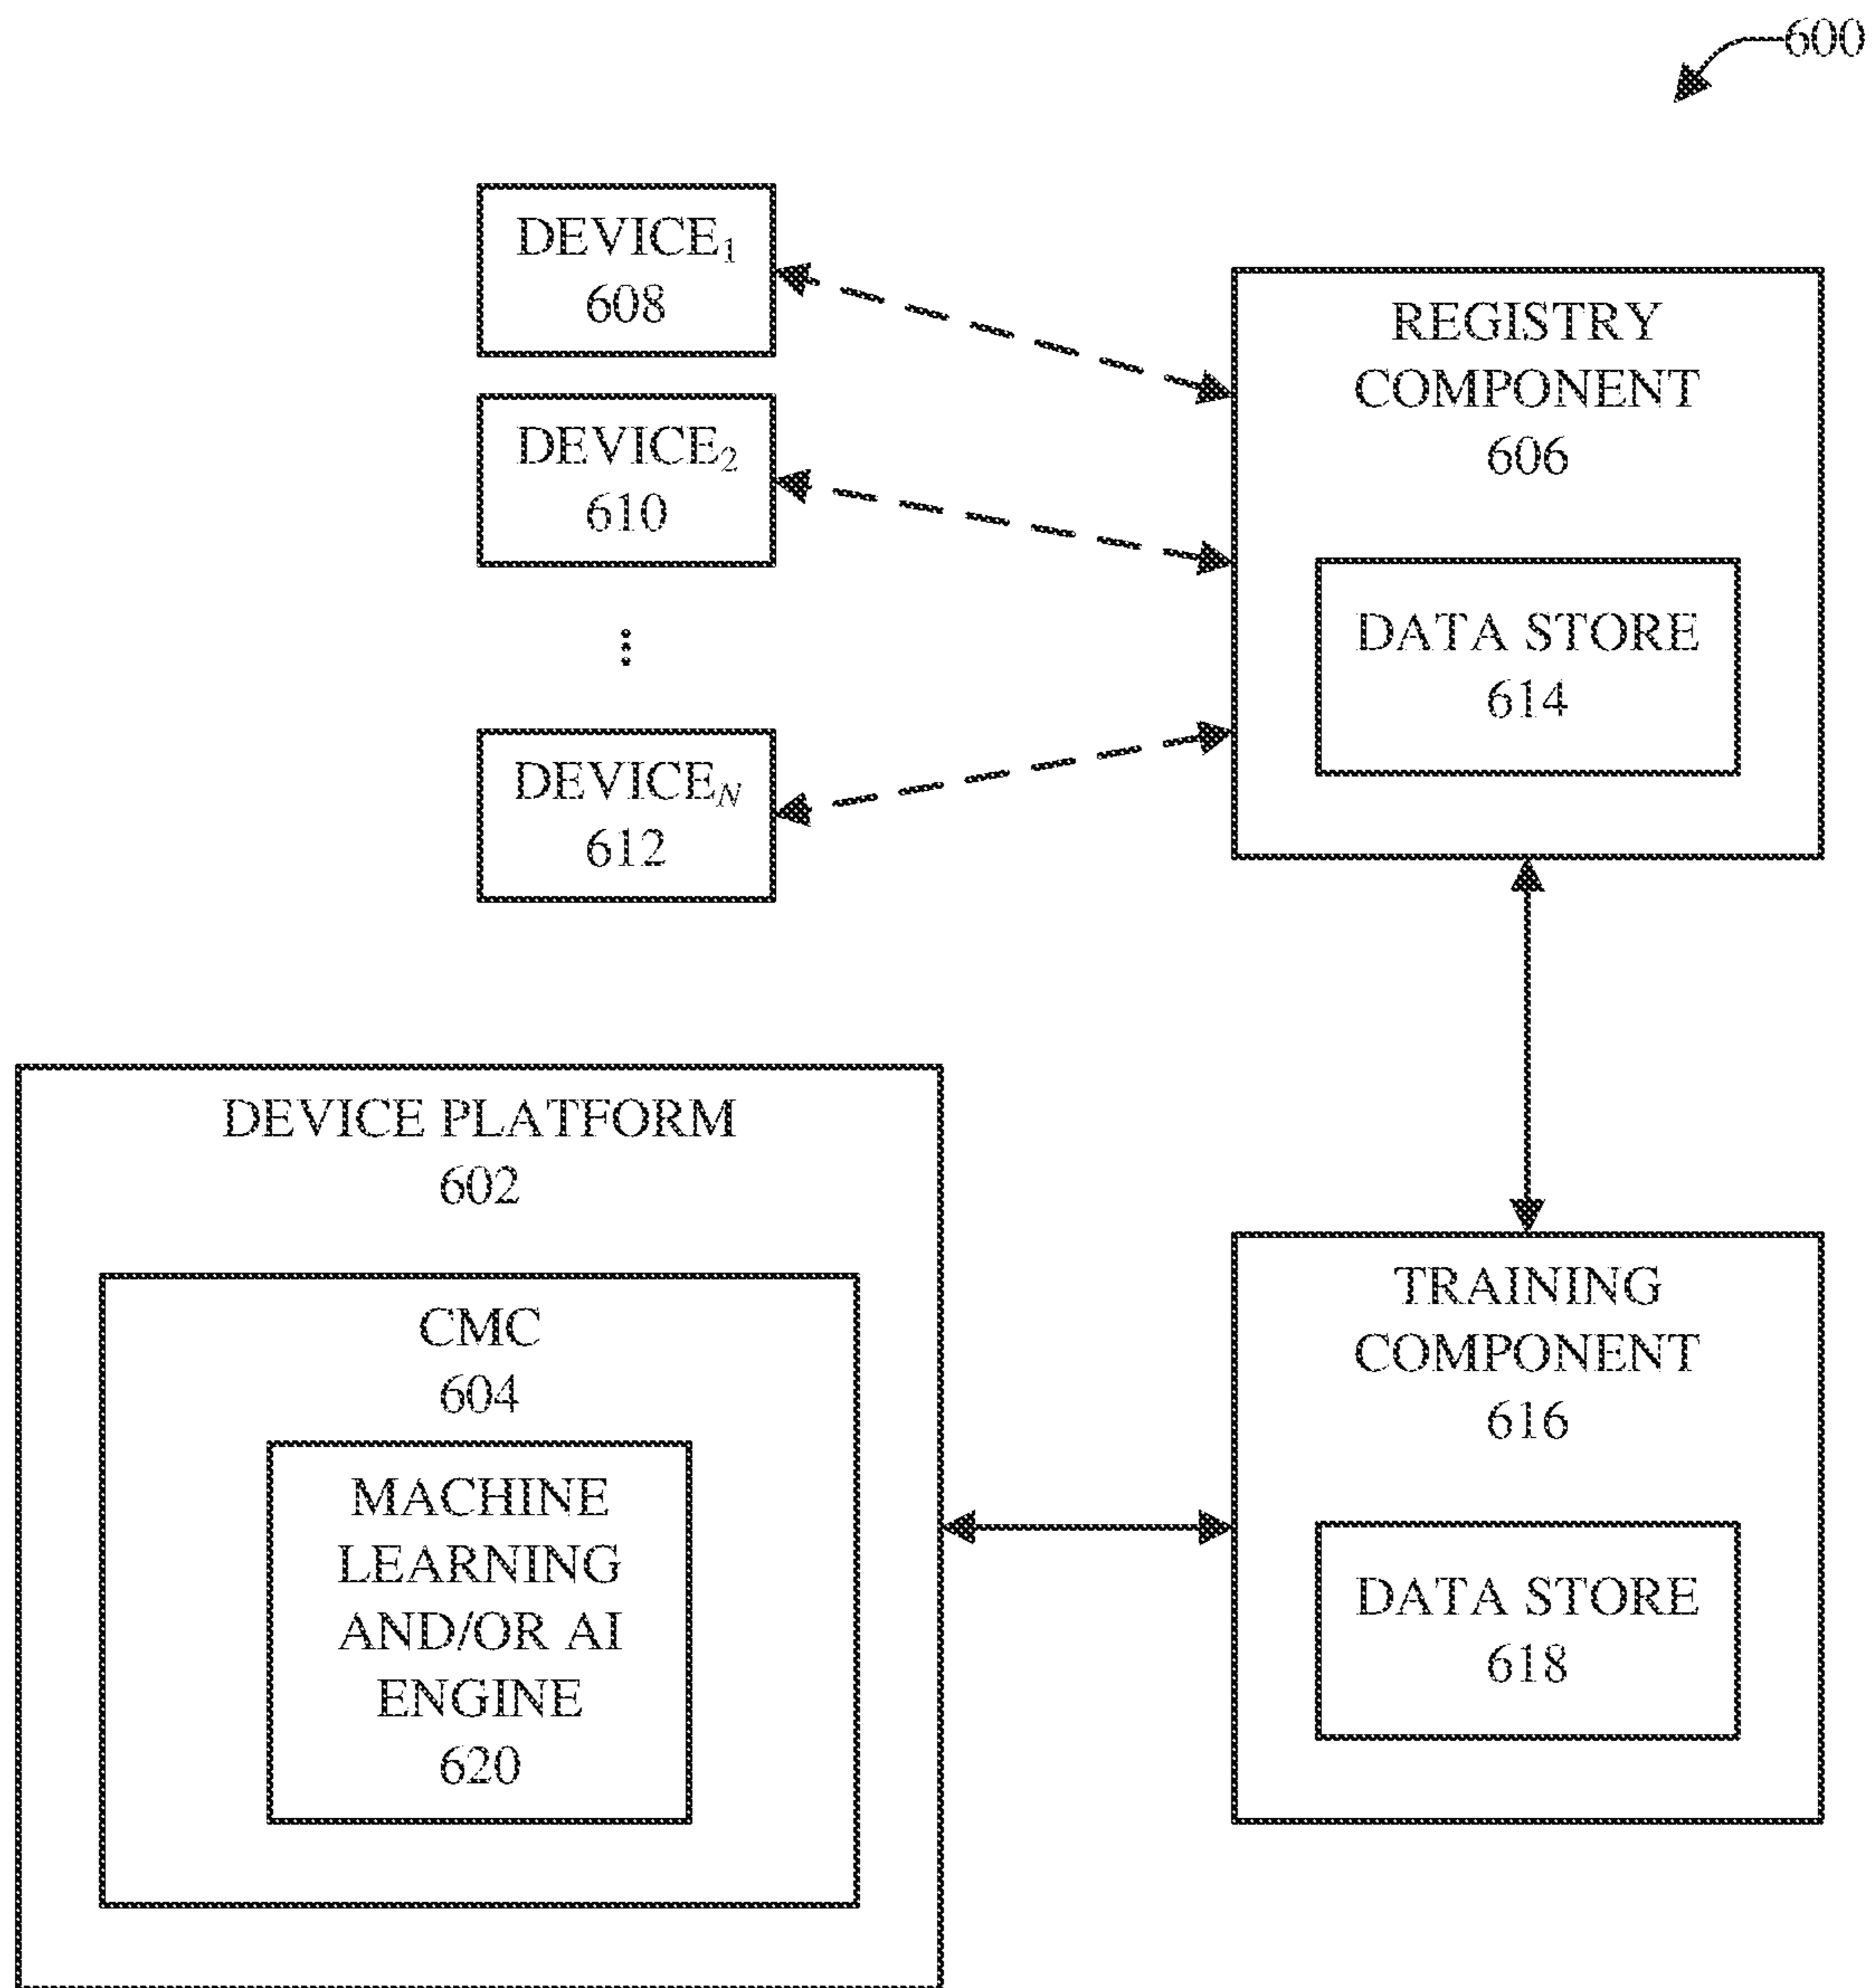 600
DEVICE₁
608
DEVICE₂
610
DEVICE_N
612
REGISTRY
COMPONENT
606
DATA STORE
614
DEVICE PLATFORM
602
CMC
604
MACHINE
LEARNING
AND/OR AI
ENGINE
620
TRAINING
COMPONENT
616
DATA STORE
618